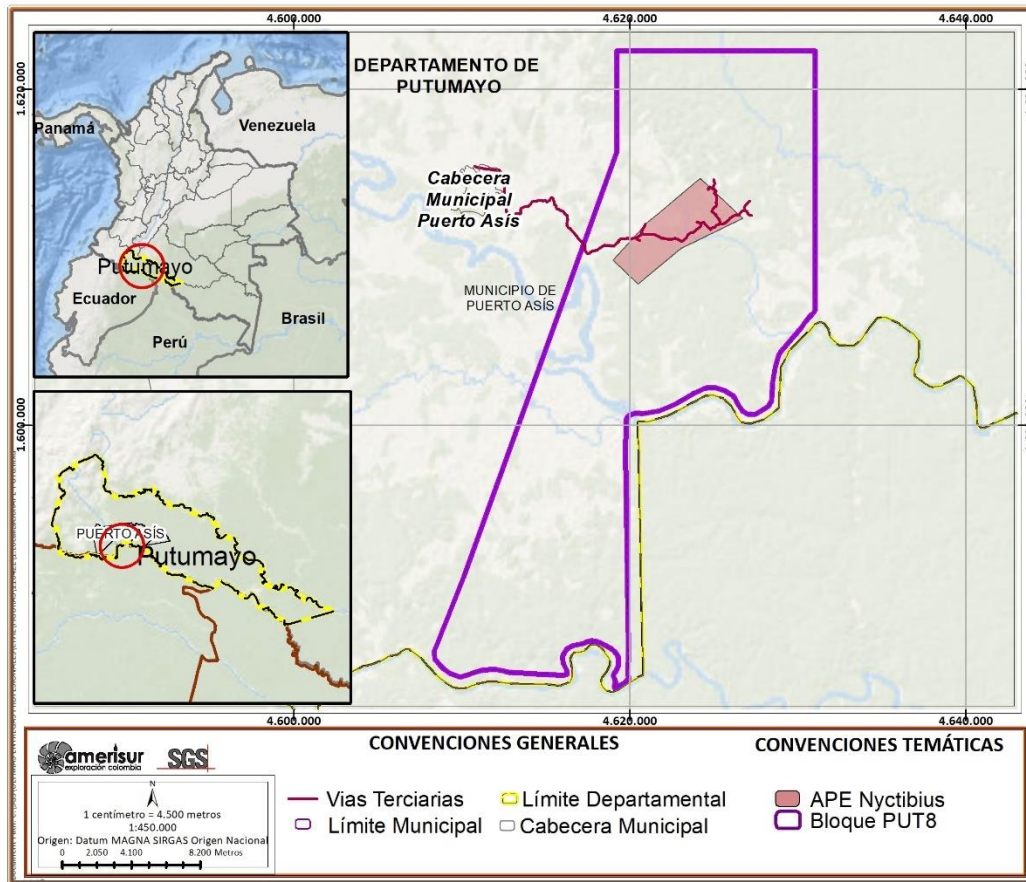 4.600.000
4.620.000
4.640.000
1.620.000
1.600.000
Panamá
Venezuela
Putumayo
Ecuador
Brasil
Perú
DEPARTAMENTO DE
PUTUMAYO
Cabecera
Municipal
Puerto Asís
MUNICIPIO DE
PUERTO ASÍS
PUERTO ASÍS
Putumayo
4.600.000
4.620.000
4.640.000
amerisur
exploración colombia
SGS
N
1 centímetro = 4.500 metros
1:450.000
Origen: Datum MAGNA SIRGAS Origen Nacional
0 2.050 4.100 8.200 Metros
CONVENCIONES GENERALES
Vias Terciarias
Límite Departamental
Límite Municipal
Cabecera Municipal
CONVENCIONES TEMÁTICAS
APE Nyctibius
Bloque PUT8